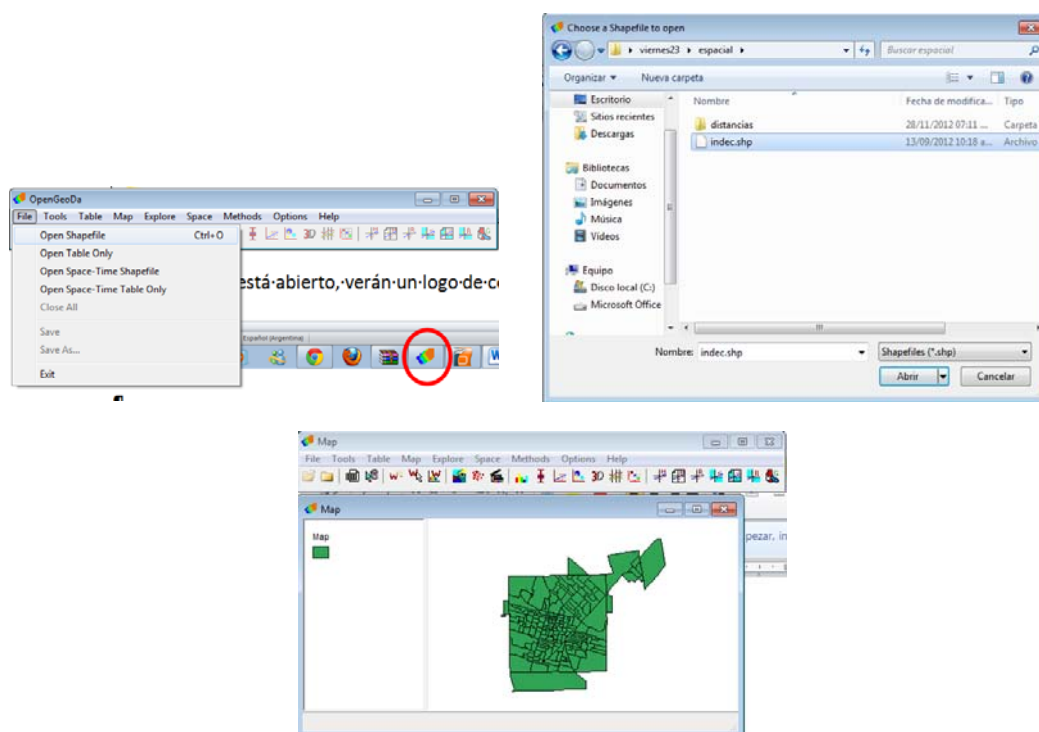 OpenGeoDa
File Tools Table Map Explore Space Methods Options Help
Open Shapefile Ctrl+O
Open Table Only
Open Space-Time Shapefile
Open Space-Time Table Only
Close All
Save
Save As...
Exit
está·abierto,·verán·un·logo·de·c
Español (Argentina)
W
¶
Choose a Shapefile to open
viernes23 espacial
Buscar espacial
Organizar Nueva carpeta
Escritorio
Sitios recientes
Descargas
Bibliotecas
Documentos
Imágenes
Música
Vídeos
Equipo
Disco local (C:)
Microsoft Office
Nombre Fecha de modifica... Tipo
distancias 28/11/2012 07:11 ... Carpeta
indec.shp 13/09/2012 10:18 a... Archivo
Nombre: indec.shp Shapefiles (*.shp)
Abrir Cancelar
Map
File Tools Table Map Explore Space Methods Options Help
3D
Map
Map
pezar, in